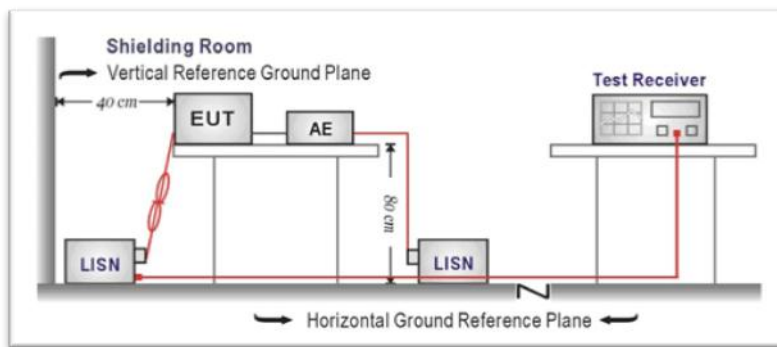 Shielding Room
Vertical Reference Ground Plane
40 cm
EUT
AE
Test Receiver
80 cm
LISN
LISN
Horizontal Ground Reference Plane